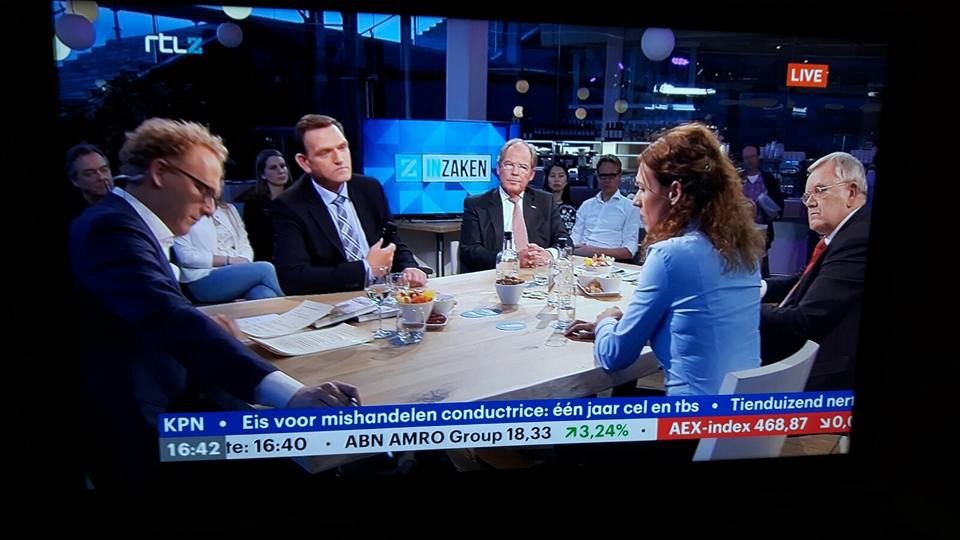 rtlz
LIVE
Z INZAKEN
KPN • Eis voor mishandelen conductrice: één jaar cel en tbs • Tienduizend nert
16:42 te: 16:40 · ABN AMRO Group 18,33 ↗3,24% · AEX-index 468,87 ↘0,